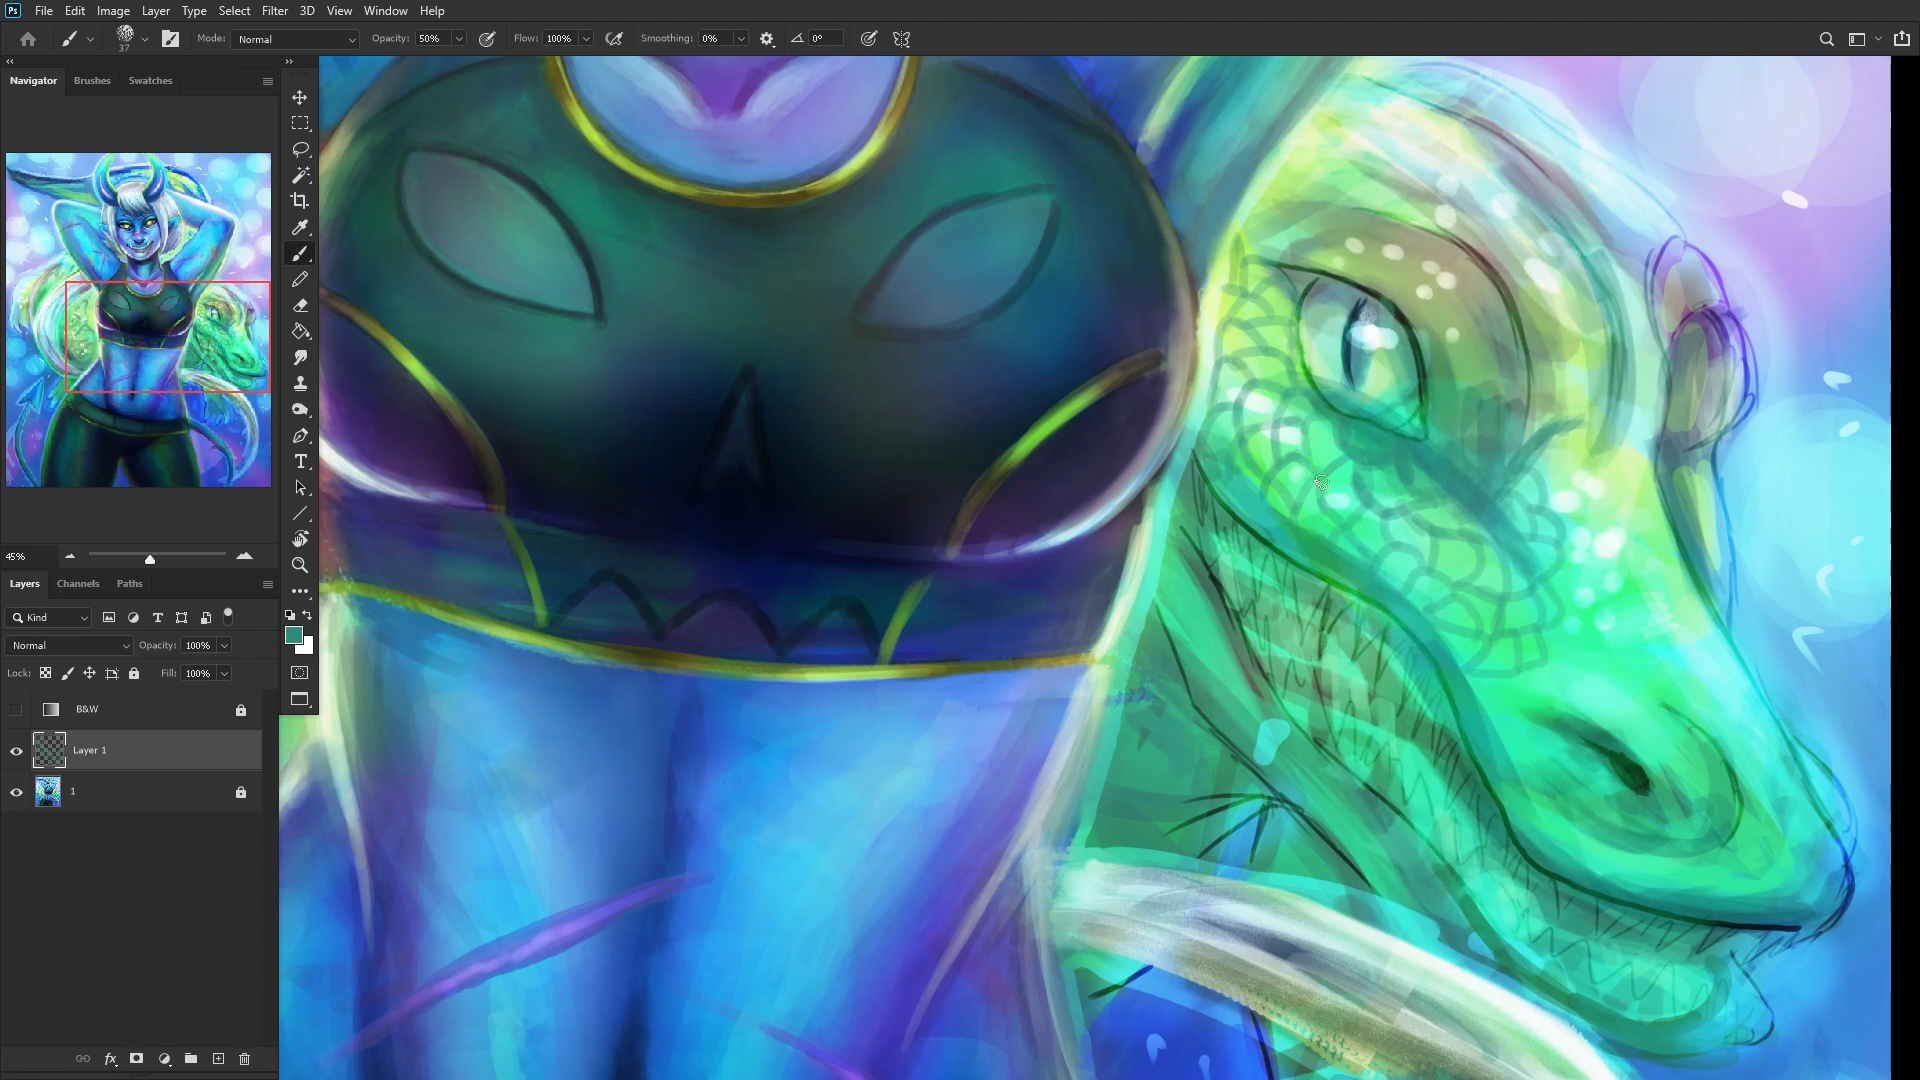 Ps File Edit Image Layer Type Select Filter 3D View Window Help
37 Mode: Normal Opacity: 50% Flow: 100% Smoothing: 0% 0°
Navigator Brushes Swatches
45%
Layers Channels Paths
Kind
Normal Opacity: 100%
Lock: Fill: 100%
B&W
Layer 1
1
fx